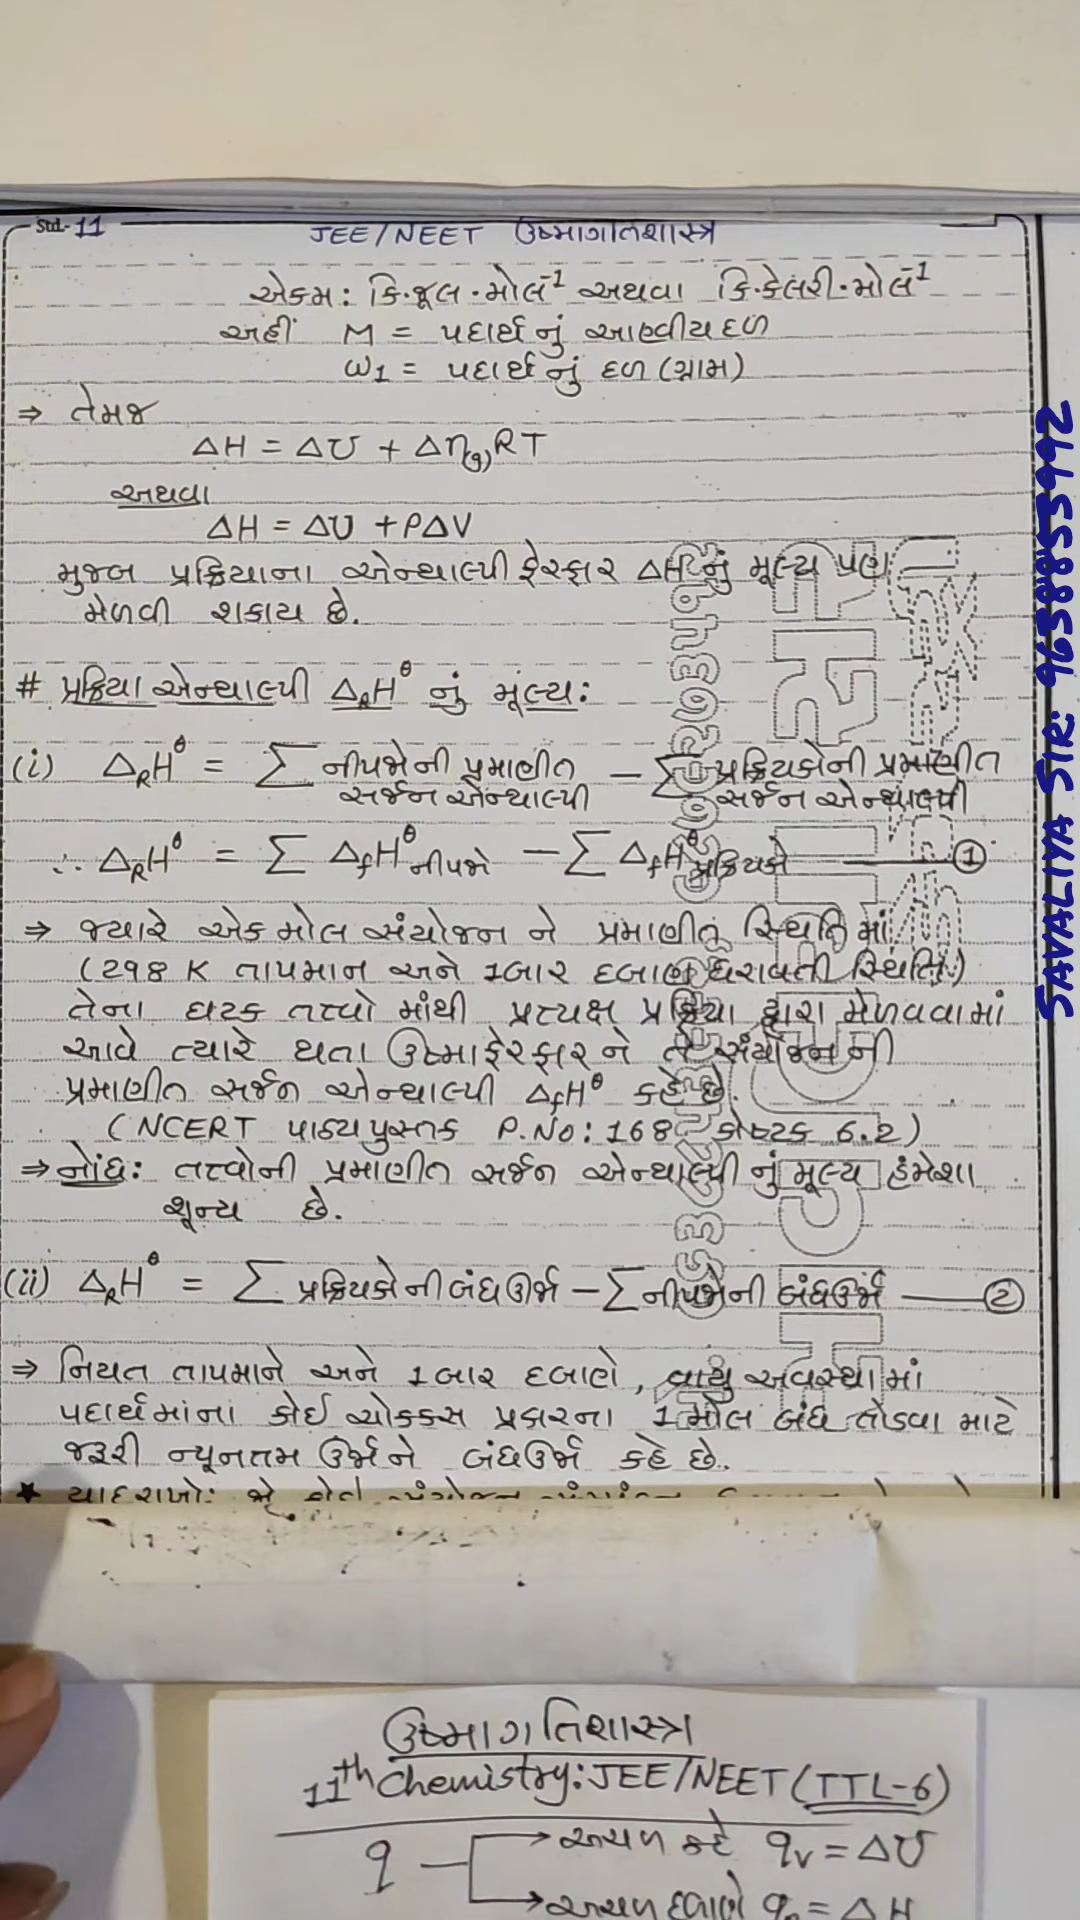 Std-11
JEE/NEET ઉષ્માગતિશાસ્ત્ર
એકમ: કિ.જૂલ.મોલ⁻¹ અથવા કિ.કેલરી.મોલ⁻¹
અહીં M = પદાર્થનું આણ્વીય દળ
W₁ = પદાર્થનું દળ (ગ્રામ)
⇒ તેમજ
ΔH = ΔU + Δn(g)RT
અથવા
ΔH = ΔU + PΔV
મુજબ પ્રક્રિયાના એન્થાલ્પી ફેરફાર ΔH નું મૂલ્ય પણ
મેળવી શકાય છે.
# પ્રક્રિયા એન્થાલ્પી ΔRH^θ નું મૂલ્ય:
(i) ΔRH^θ = Σ નીપજોની પ્રમાણીત સર્જન એન્થાલ્પી − Σ પ્રક્રિયકોની પ્રમાણીત સર્જન એન્થાલ્પી
∴ ΔRH^θ = Σ ΔfH^θ નીપજો − Σ ΔfH^θ પ્રક્રિયકો —— ①
⇒ જ્યારે એક મોલ સંયોજન ને પ્રમાણીત સ્થિતિ માં
(298 K તાપમાન અને 1બાર દબાણ ધરાવતી સ્થિતિ)
તેના ઘટક તત્વો માંથી પ્રત્યક્ષ પ્રક્રિયા દ્વારા મેળવવામાં
આવે ત્યારે થતા ઉષ્માફેરફાર ને તે સંયોજન ની
પ્રમાણીત સર્જન એન્થાલ્પી ΔfH^θ કહે છે.
(NCERT પાઠ્યપુસ્તક P.No: 168 કોષ્ટક 6.2)
⇒ નોંધ: તત્વોની પ્રમાણીત સર્જન એન્થાલ્પી નું મૂલ્ય હંમેશા
શૂન્ય છે.
(ii) ΔRH^θ = Σ પ્રક્રિયકો ની બંધઊર્જા − Σ નીપજોની બંધઊર્જા —— ②
⇒ નિયત તાપમાને અને 1બાર દબાણે, વાયુ અવસ્થામાં
પદાર્થમાંના કોઈ ચોક્કસ પ્રકારના 1 મોલ બંધ તોડવા માટે
જરૂરી ન્યૂનતમ ઉર્જા ને બંધઉર્જા કહે છે.
★ યાદરાખો: જો
SAVALIYA SIR: 9638853992
ઉષ્માગતિશાસ્ત્ર
11th Chemistry: JEE/NEET (TTL-6)
q → અચળ કદે qv = ΔU
→ અચળ દબાણે qp = ΔH